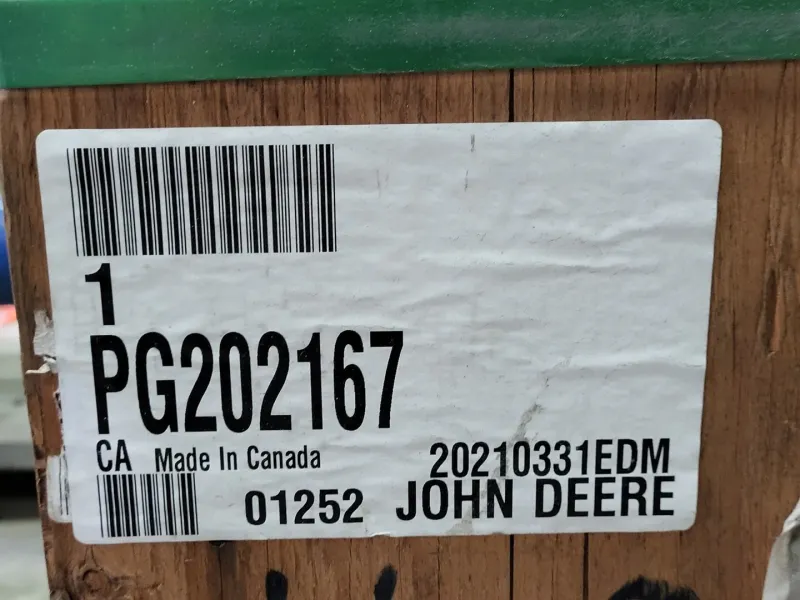 1
PG202167
CA Made In Canada 20210331EDM
01252 JOHN DEERE